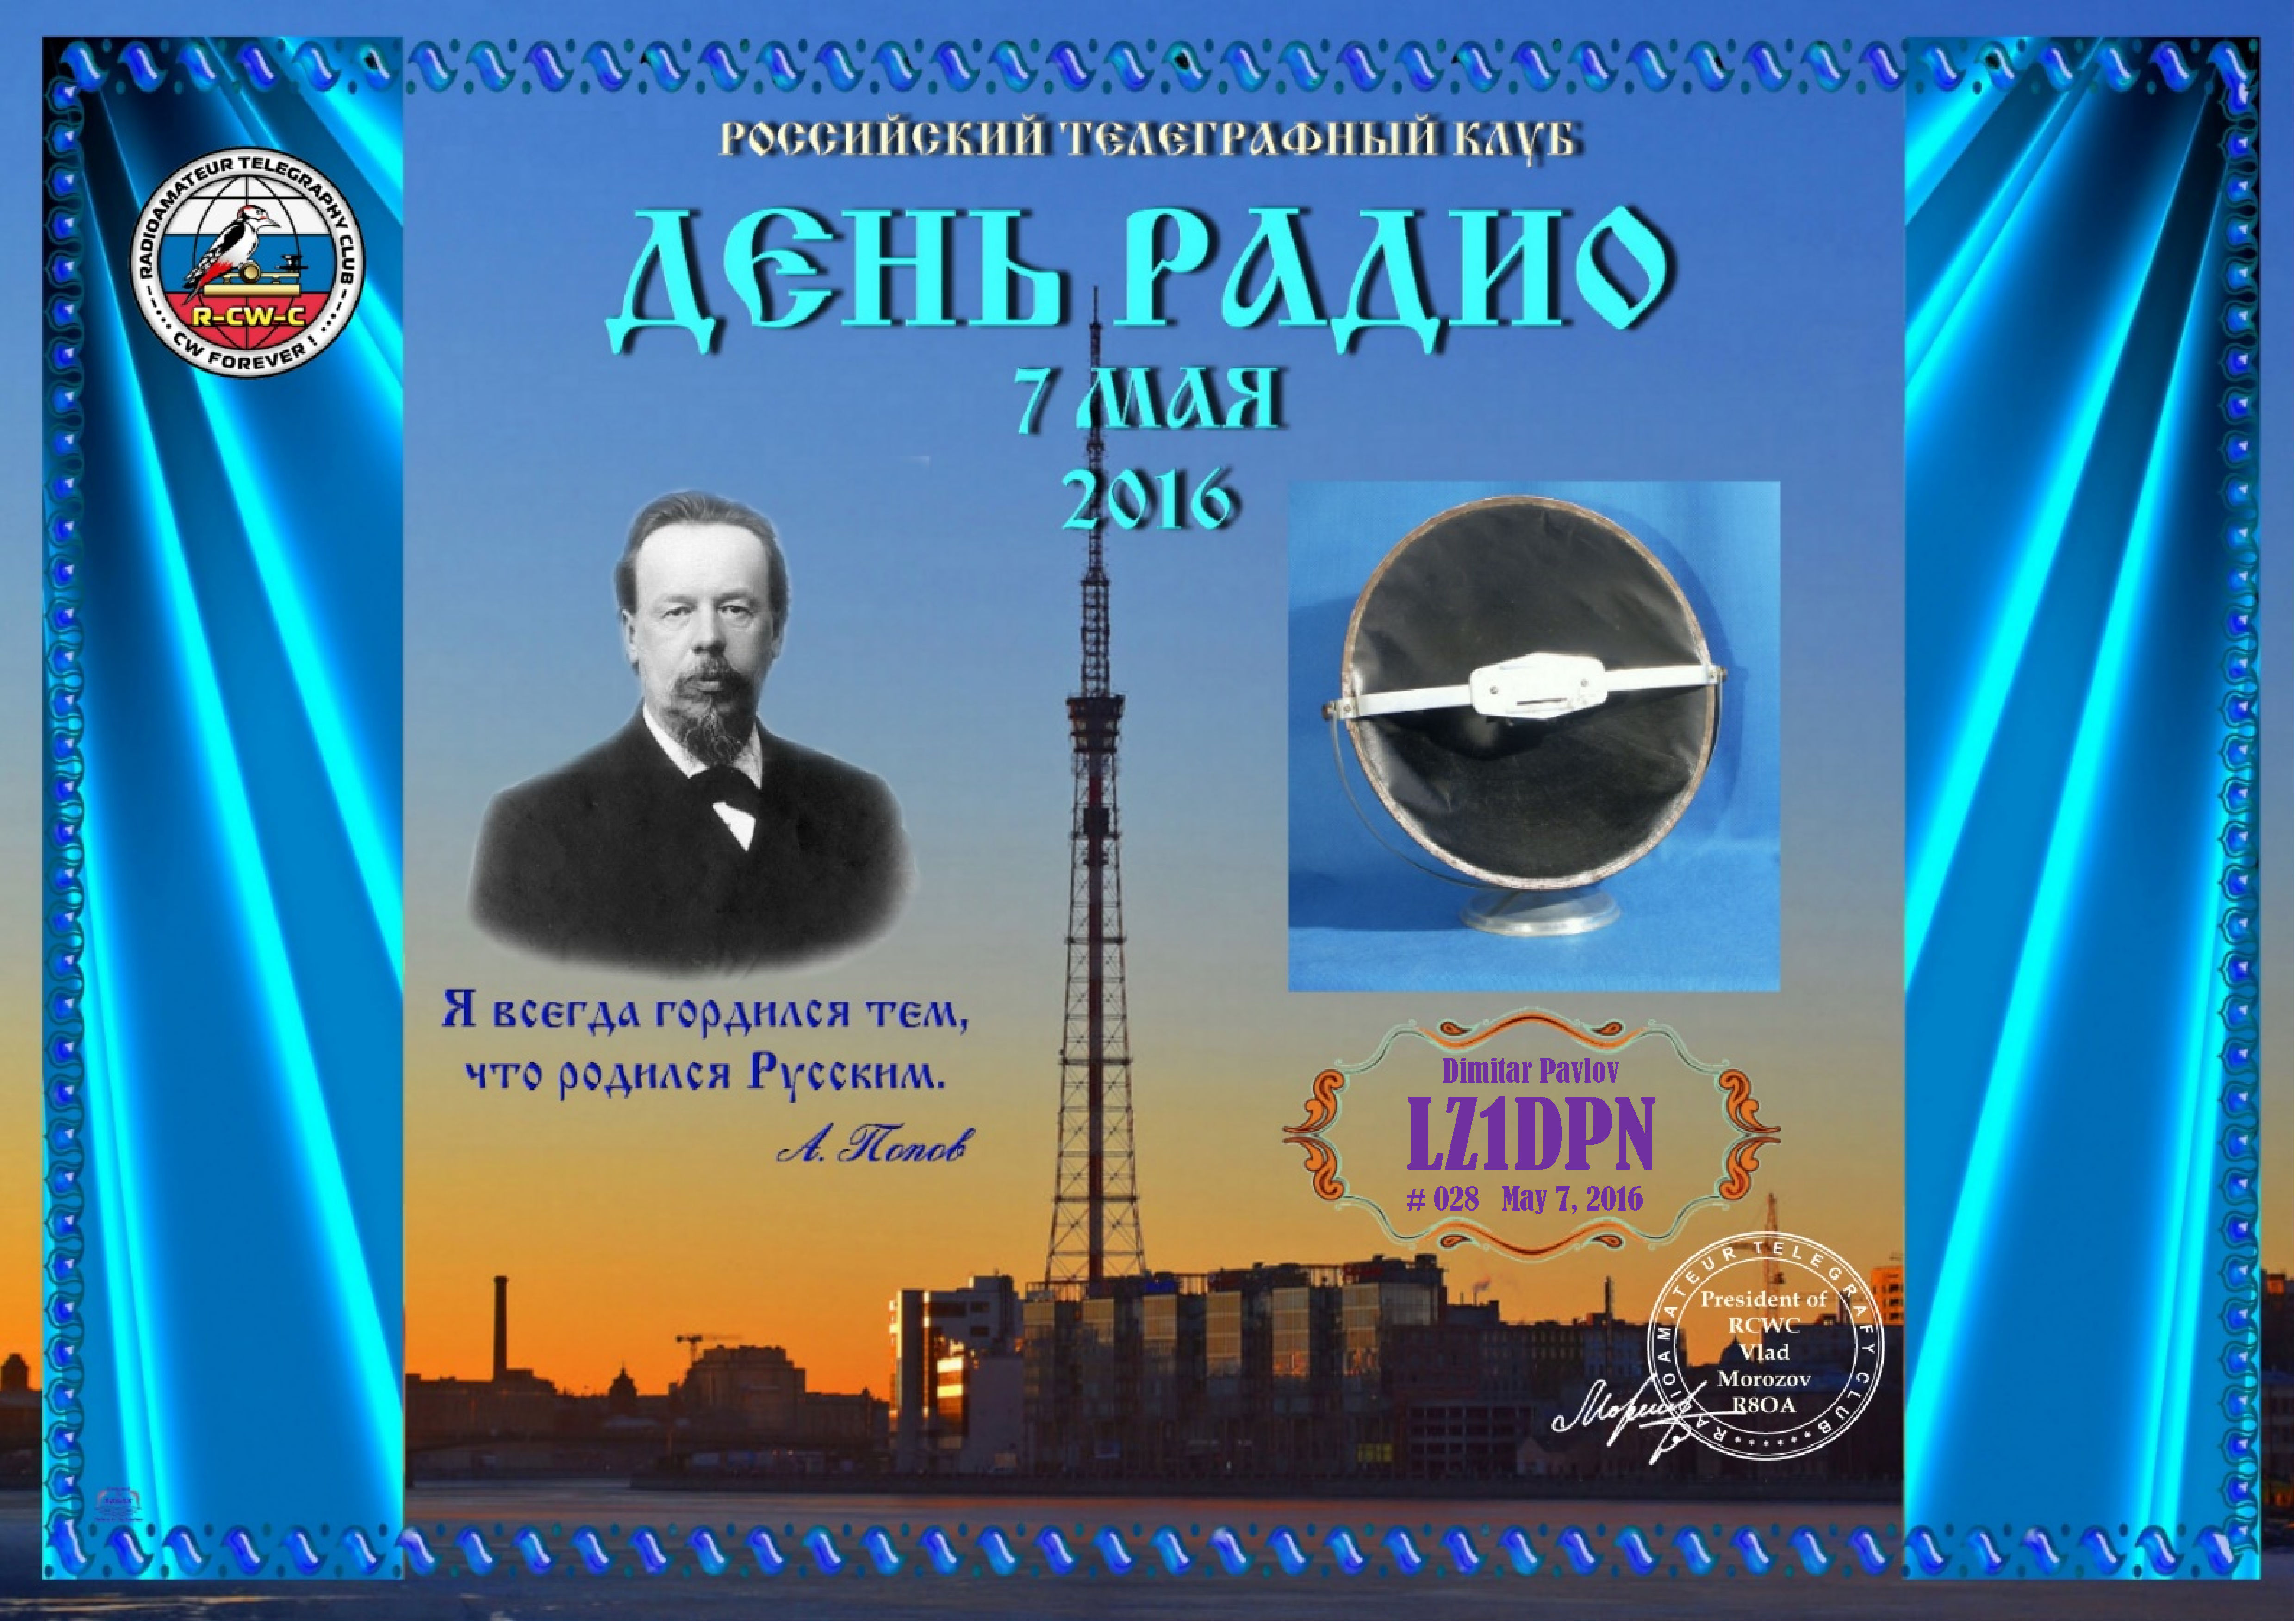 РОССИЙСКИЙ ТЕЛЕГРАФНЫЙ КЛУБ
ДЕНЬ РАДИО
7 МАЯ
2016
RADIOAMATEUR TELEGRAPHY CLUB
R-CW-C
CW FOREVER !
Я всегда гордился тем,
что родился Русским.
А. Попов
Dimitar Pavlov
LZ1DPN
# 028 May 7, 2016
RADIOAMATEUR TELEGRAFY CLUB
President of
RCWC
Vlad
Morozov
R8OA